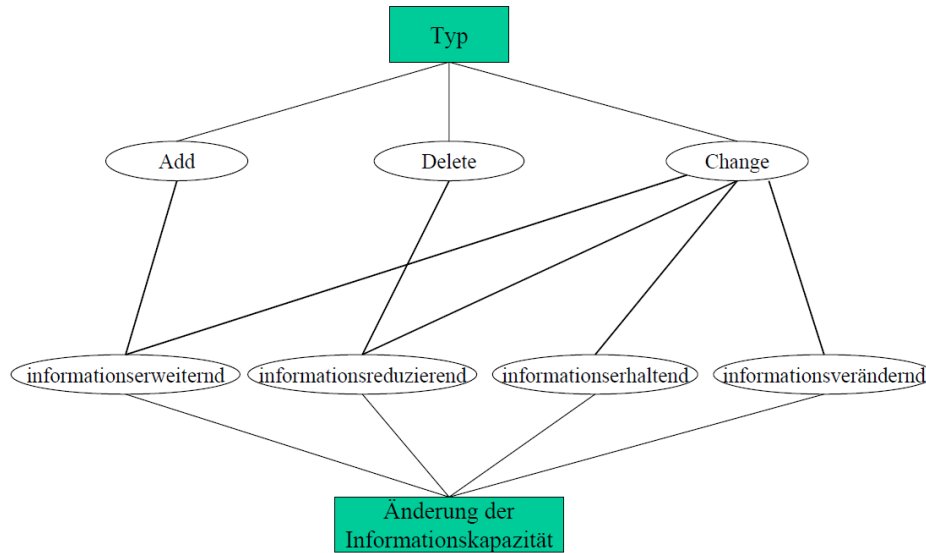 Typ
Add
Delete
Change
informationserweiternd
informationsreduzierend
informationserhaltend
informationsverändernd
Änderung der
Informationskapazität